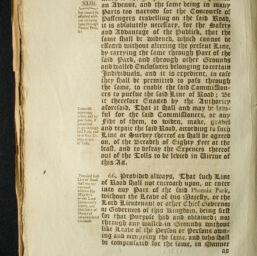 XLIII.
an Avenue, and the same being in many
Parts too narrow for the Concourse of
Passengers travelling on the said Road,
it is absolutely necessary, for the Safety
and Advantage of the Publick, that the
same shall be widened, which cannot be
effected without altering the present Line,
by carrying the same through Part of the
said Park, and through other Grounds
and walled Enclosures belonging to certain
Individuals, and it is expedient, in case
they shall be permitted to pass through
the same, to enable the said Commission-
ers to pursue the said Line of Road; Be
it therefore Enacted by the Authority
aforesaid, That it shall and may be law-
ful for the said Commissioners, or any
Five of them, to widen, make, gravel
and repair the said Road, according to such
Line or Survey thereof as shall be agreed
on, of the Breadth of Eighty Feet at the
least, and to defray the Expences thereof
out of the Tolls to be levied in Virtue of
this Act.
Provided always, That such Line
of Road shall not encroach upon, or enter
into any Part of the said Phoenix Park,
without the Leave of his Majesty, or the
Lord Lieutenant or other Chief Governor
or Governors of this Kingdom, being first
for that Purpose had and obtained; nor
through any walled-in Grounds without
like Leave of the Person or Persons own-
ing and occupying the same, and who shall
be compensated for the same, in Manner
as